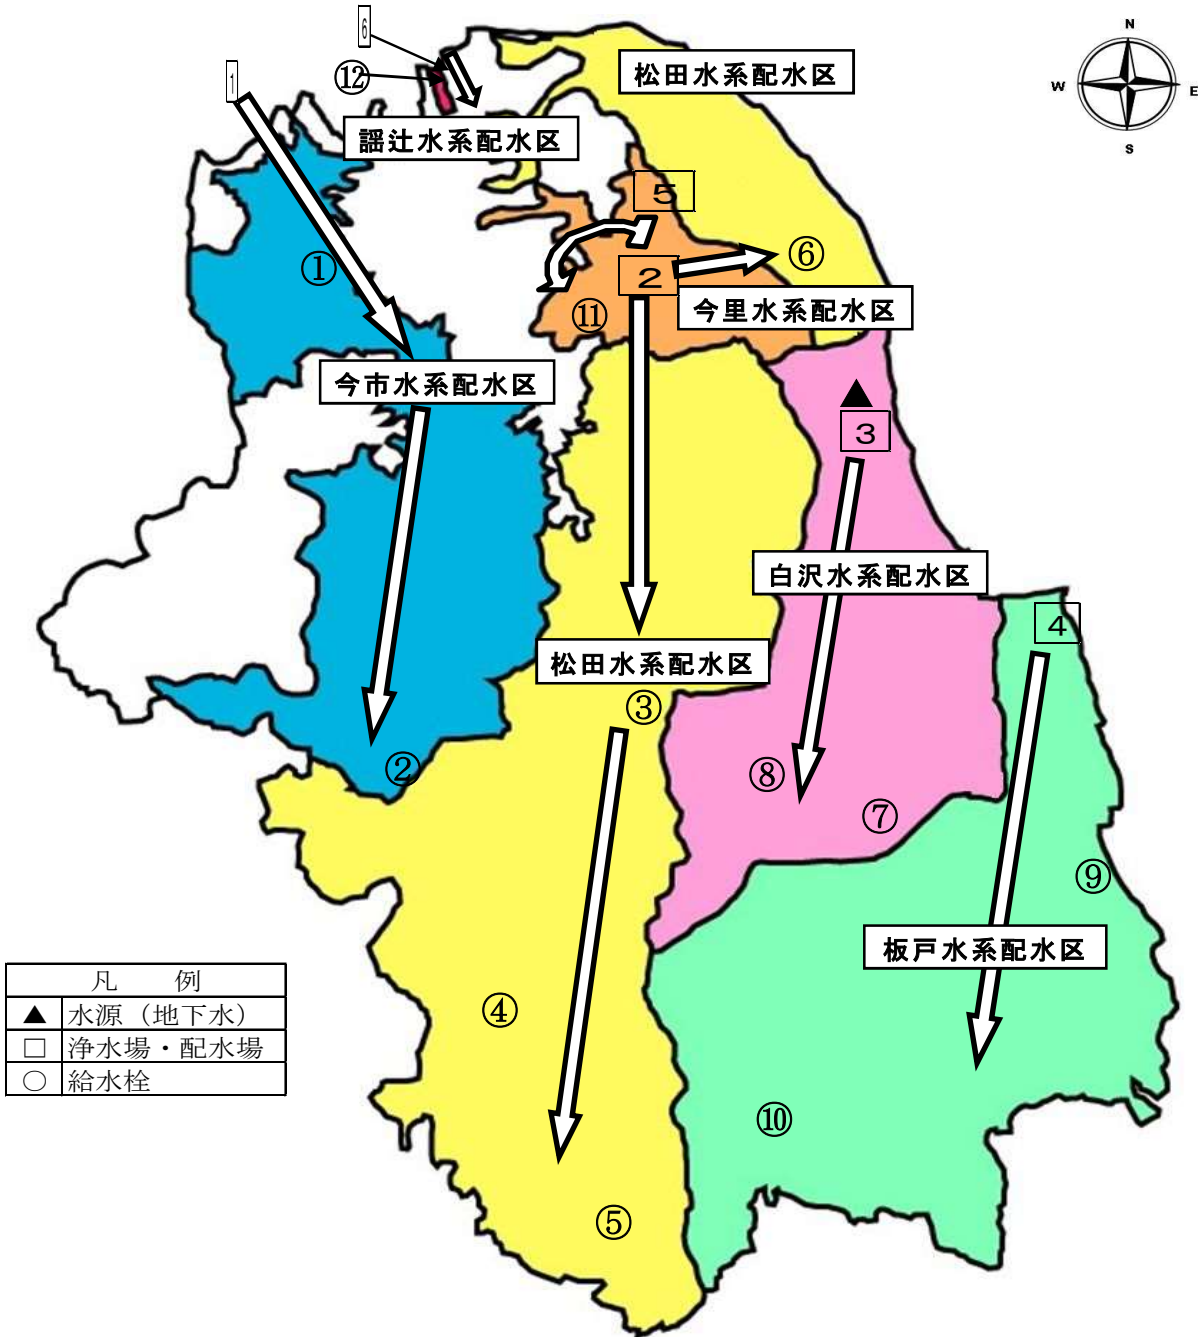 6
⑫
松田水系配水区
N
W
E
S
1
謡辻水系配水区
5
①
2
⑥
⑪
今里水系配水区
今市水系配水区
3
白沢水系配水区
4
松田水系配水区
③
②
⑧
⑦
⑨
板戸水系配水区
凡 例
▲ 水源（地下水）
□ 浄水場・配水場
○ 給水栓
④
⑩
⑤